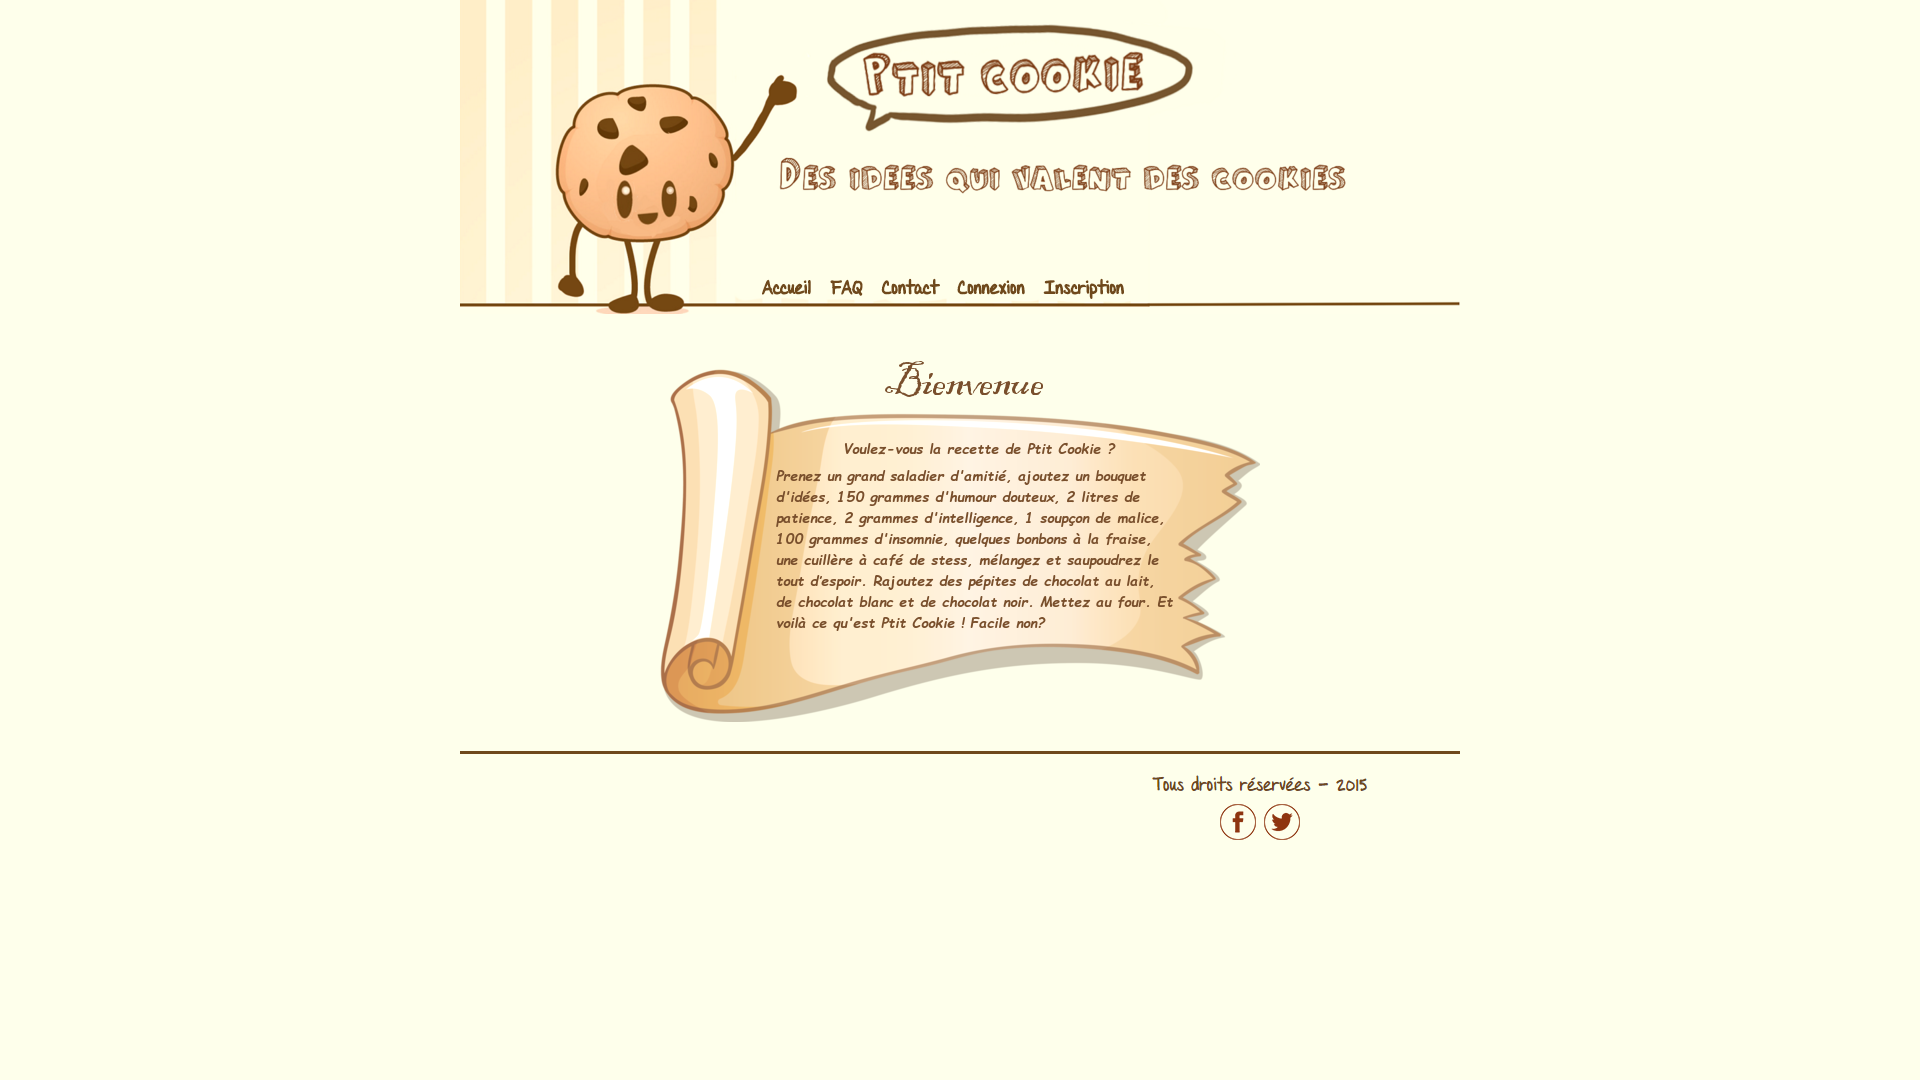 Ptit cookie
Des idees qui valent des cookies
Accueil FAQ Contact Connexion Inscription
Bienvenue
Voulez-vous la recette de Ptit Cookie ?
Prenez un grand saladier d'amitié, ajoutez un bouquet
d'idées, 150 grammes d'humour douteux, 2 litres de
patience, 2 grammes d'intelligence, 1 soupçon de malice,
100 grammes d'insomnie, quelques bonbons à la fraise,
une cuillère à café de stess, mélangez et saupoudrez le
tout d'espoir. Rajoutez des pépites de chocolat au lait,
de chocolat blanc et de chocolat noir. Mettez au four. Et
voilà ce qu'est Ptit Cookie ! Facile non?
Tous droits réservées - 2015